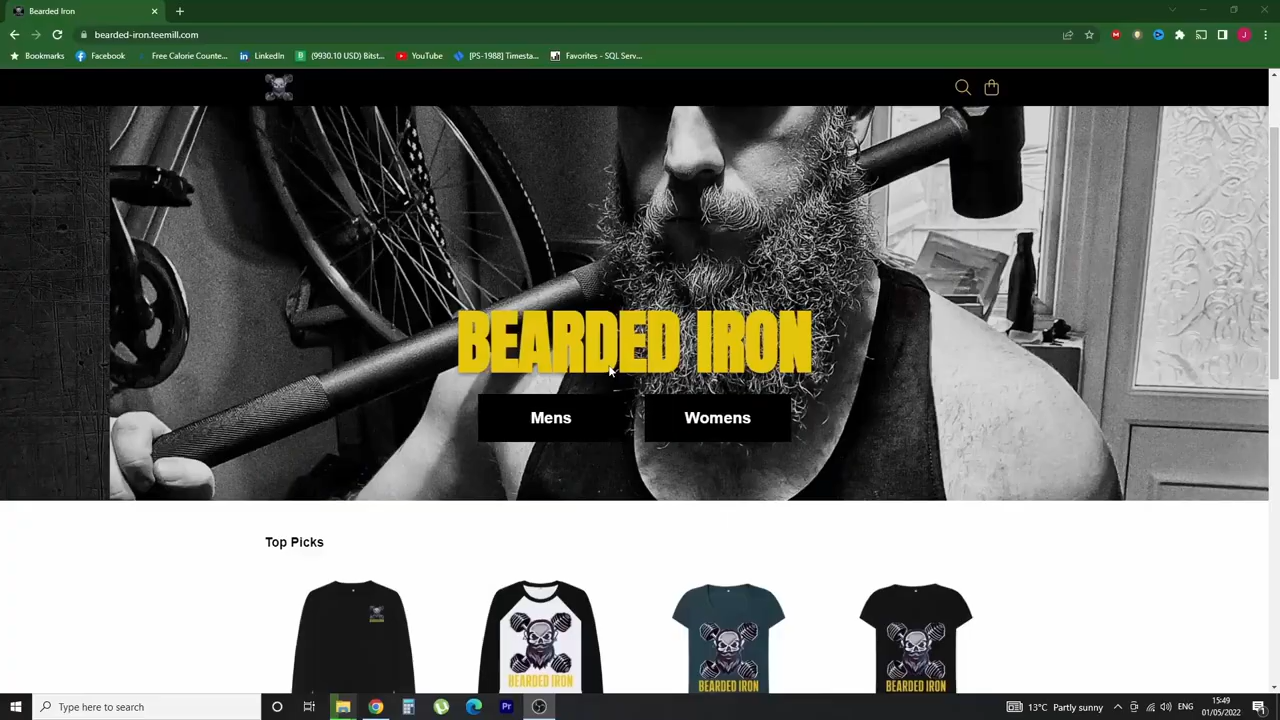 Bearded Iron
bearded-iron.teemill.com
J
Bookmarks
Facebook
Free Calorie Counte...
LinkedIn
(9930.10 USD) Bitst...
YouTube
[PS-1988] Timesta...
Favorites - SQL Serv...
BEARDED IRON
Mens
Womens
Top Picks
BEARDED IRON
BEARDED IRON
BEARDED IRON
Type here to search
Pr
13°C Partly sunny
ENG
15:49
01/05/2022